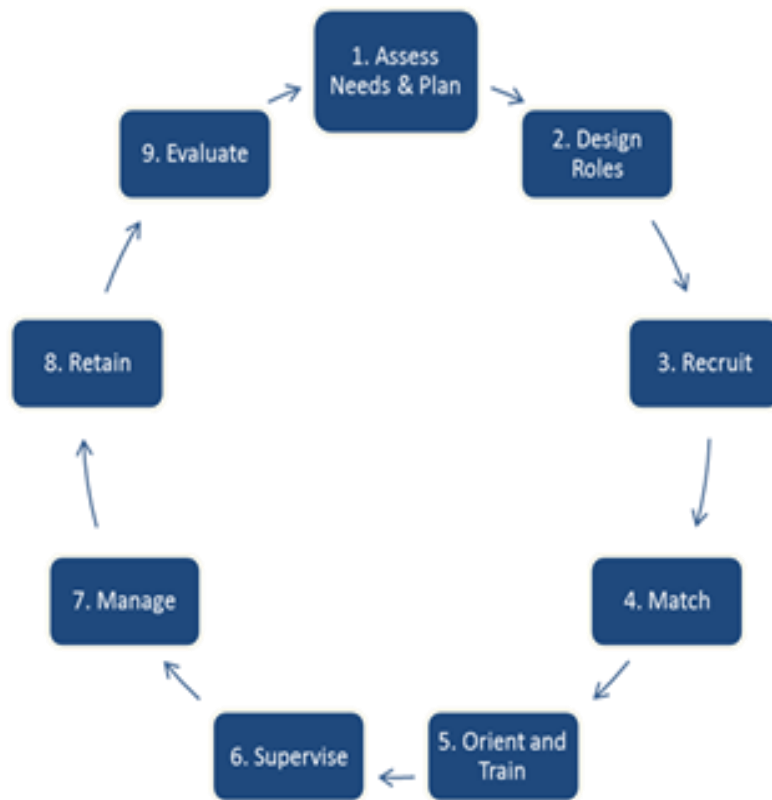 1. Assess
Needs & Plan
2. Design
Roles
3. Recruit
4. Match
5. Orient and
Train
6. Supervise
7. Manage
8. Retain
9. Evaluate